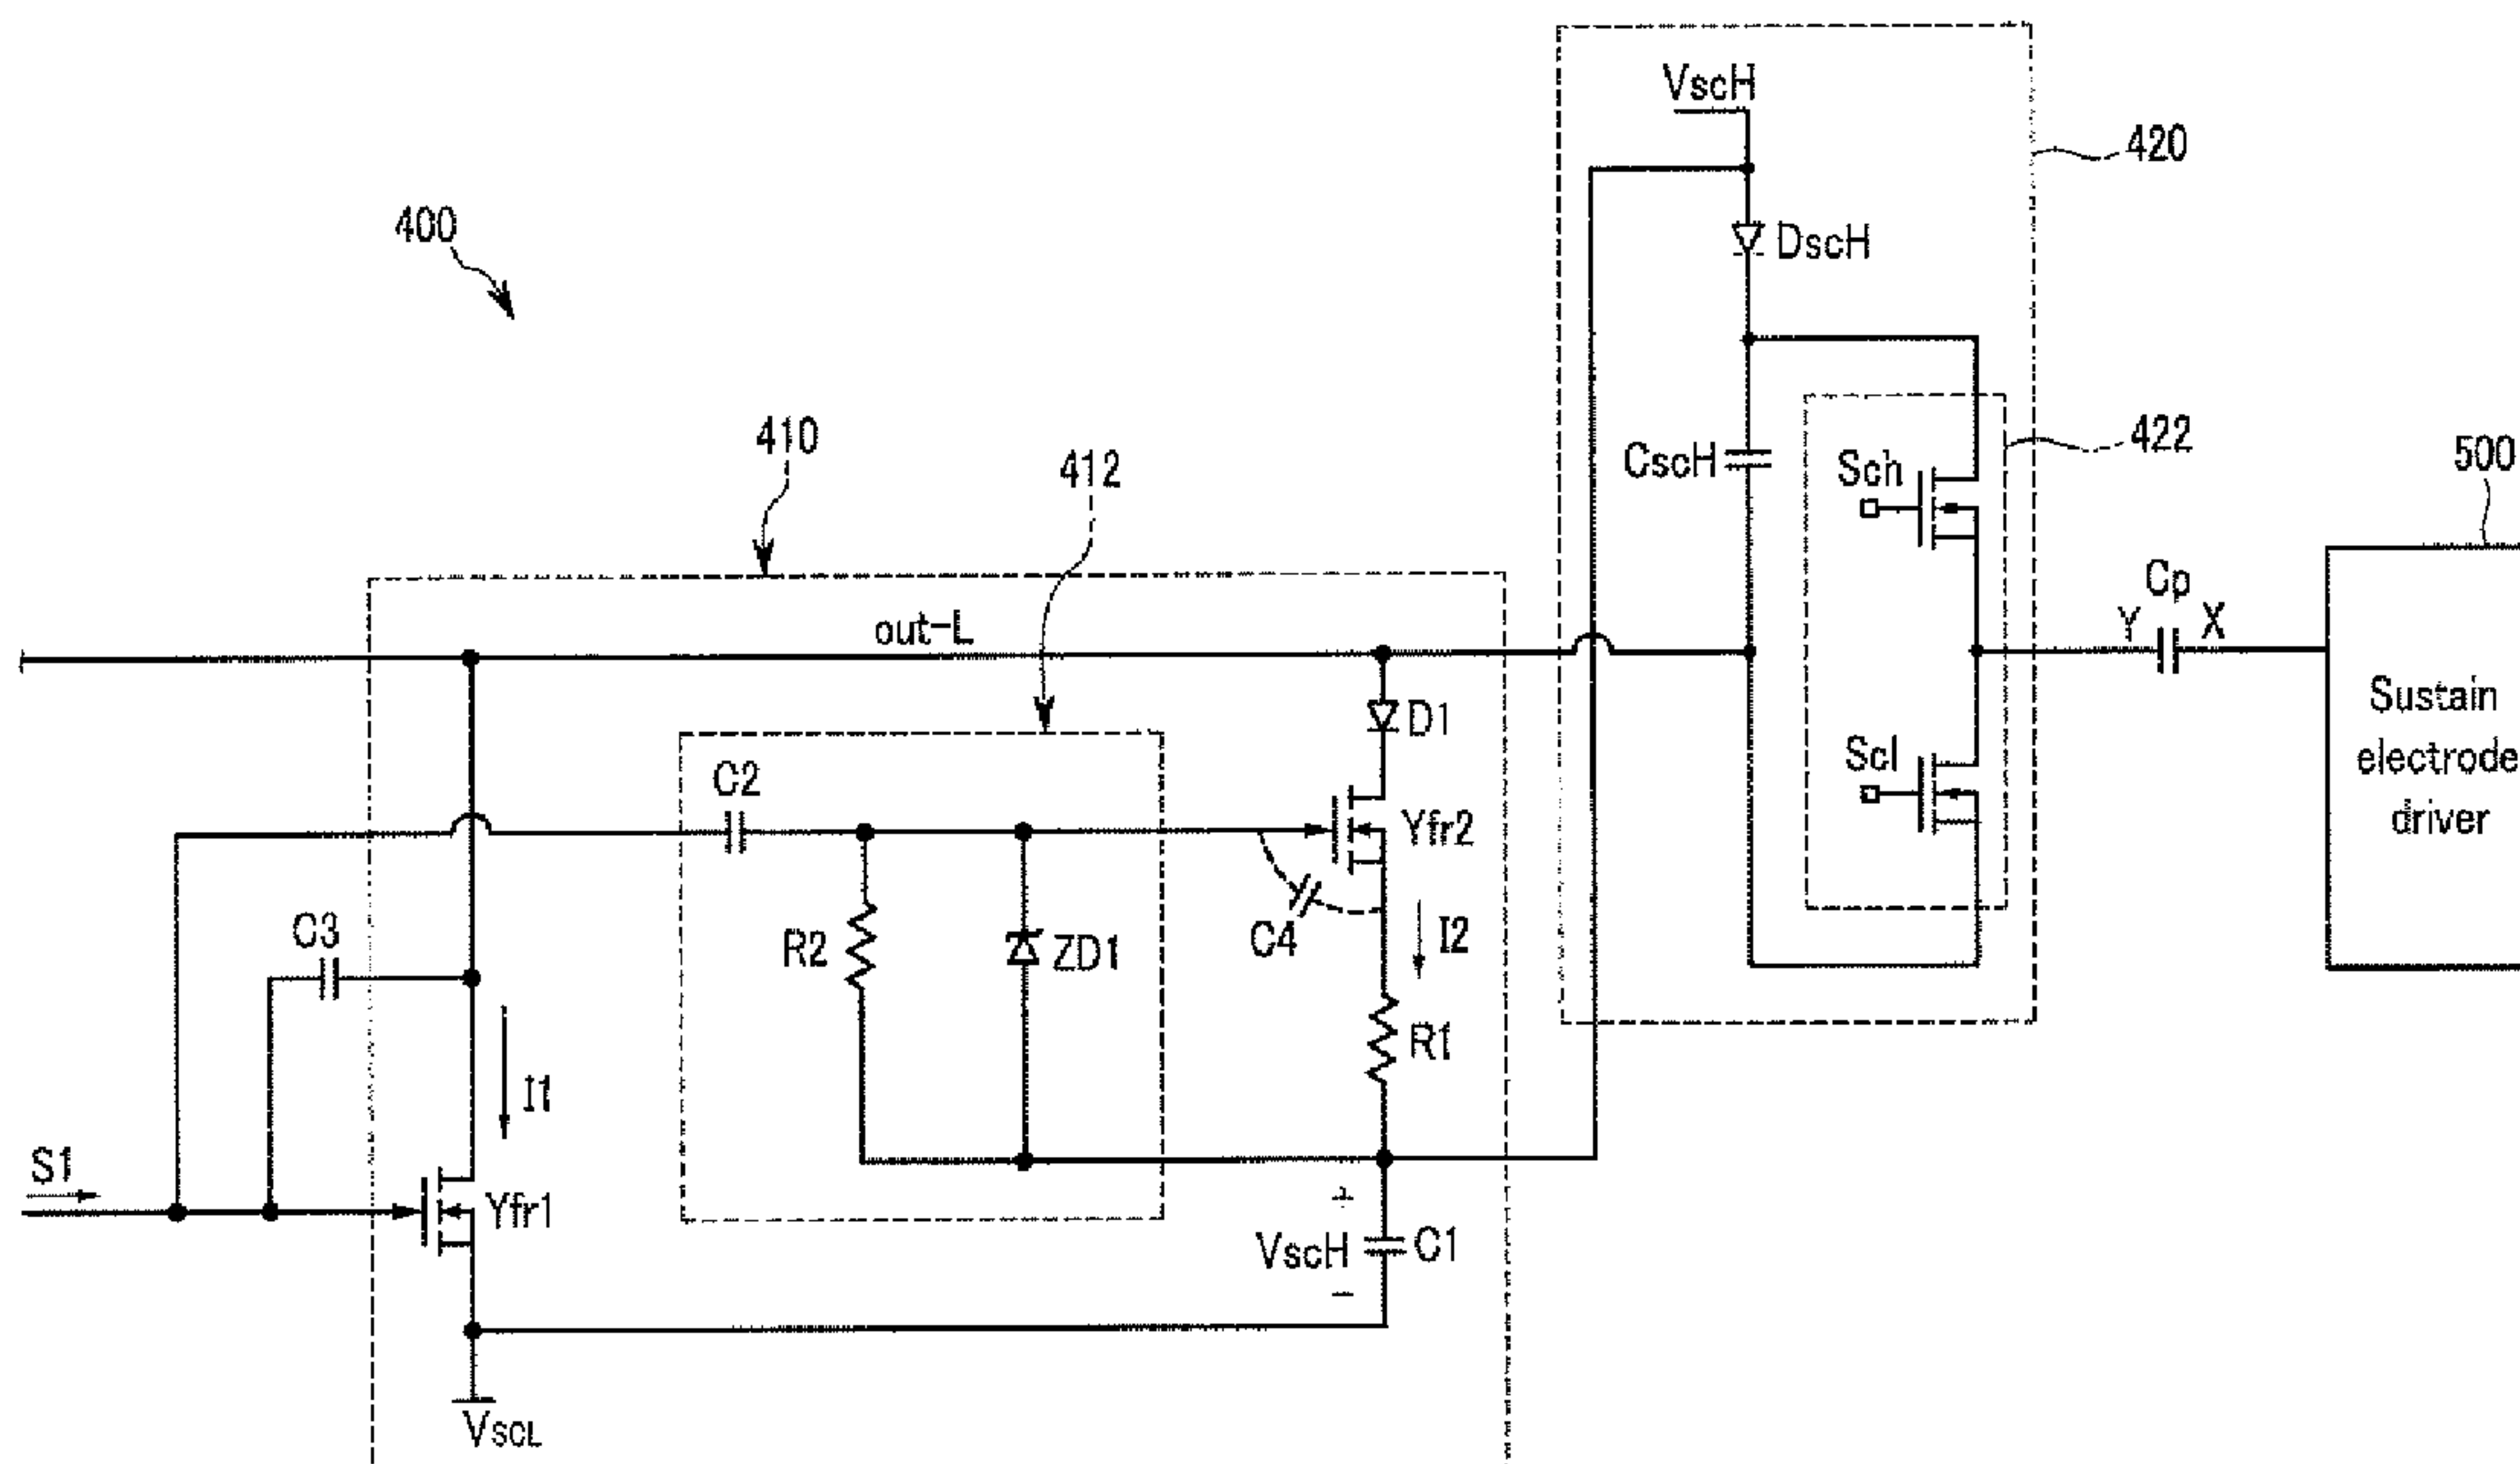 VscH
420
400
DscH
410
412
CscH
Sch
422
500
out-L
Cp
Y
X
D1
Sustain
electrode
driver
C2
Scl
Yfr2
C3
R2
ZD1
C4
I2
R1
I1
S1
Yfr1
+
VscH
C1
−
VscL